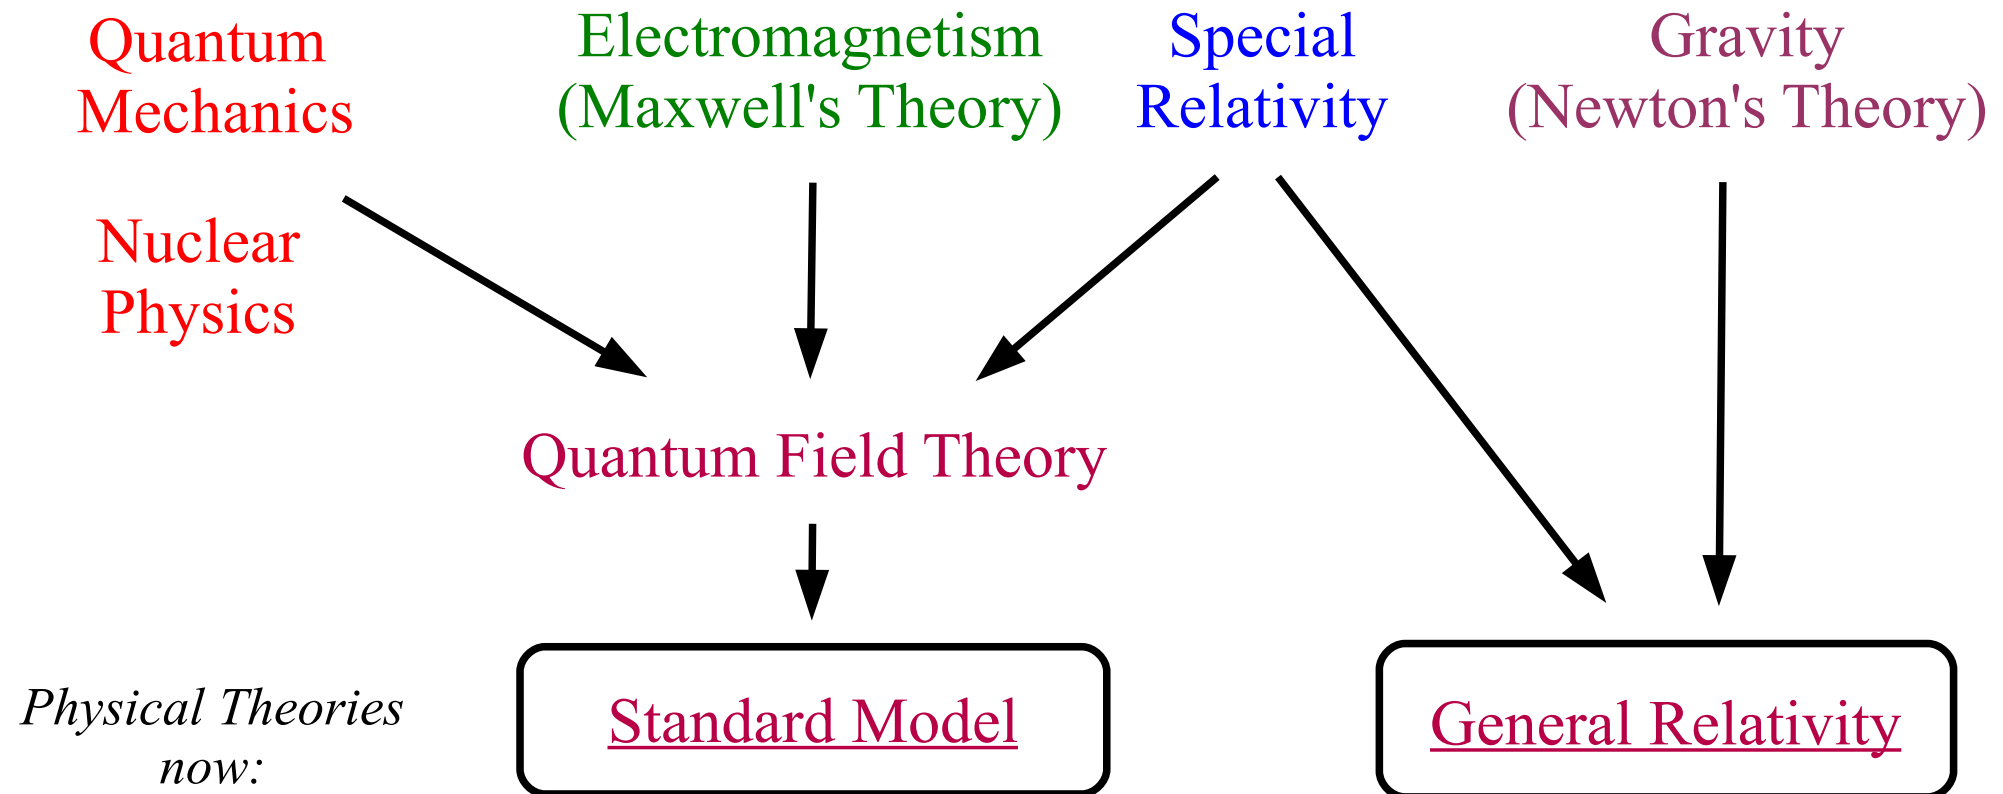 Quantum
Mechanics
Electromagnetism
(Maxwell's Theory)
Special
Relativity
Gravity
(Newton's Theory)
Nuclear
Physics
Quantum Field Theory
Physical Theories
now:
Standard Model
General Relativity